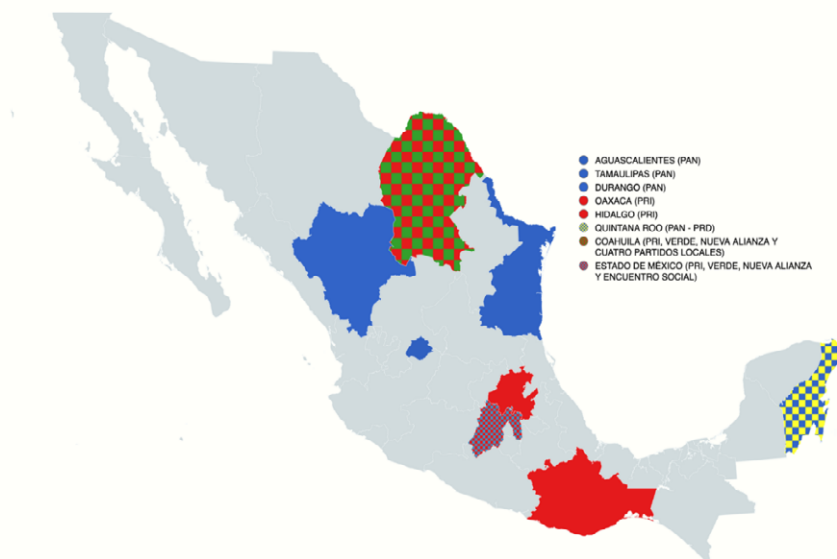 AGUASCALIENTES (PAN)
TAMAULIPAS (PAN)
DURANGO (PAN)
OAXACA (PRI)
HIDALGO (PRI)
QUINTANA ROO (PAN - PRD)
COAHUILA (PRI, VERDE, NUEVA ALIANZA Y
CUATRO PARTIDOS LOCALES)
ESTADO DE MÉXICO (PRI, VERDE, NUEVA ALIANZA
Y ENCUENTRO SOCIAL)